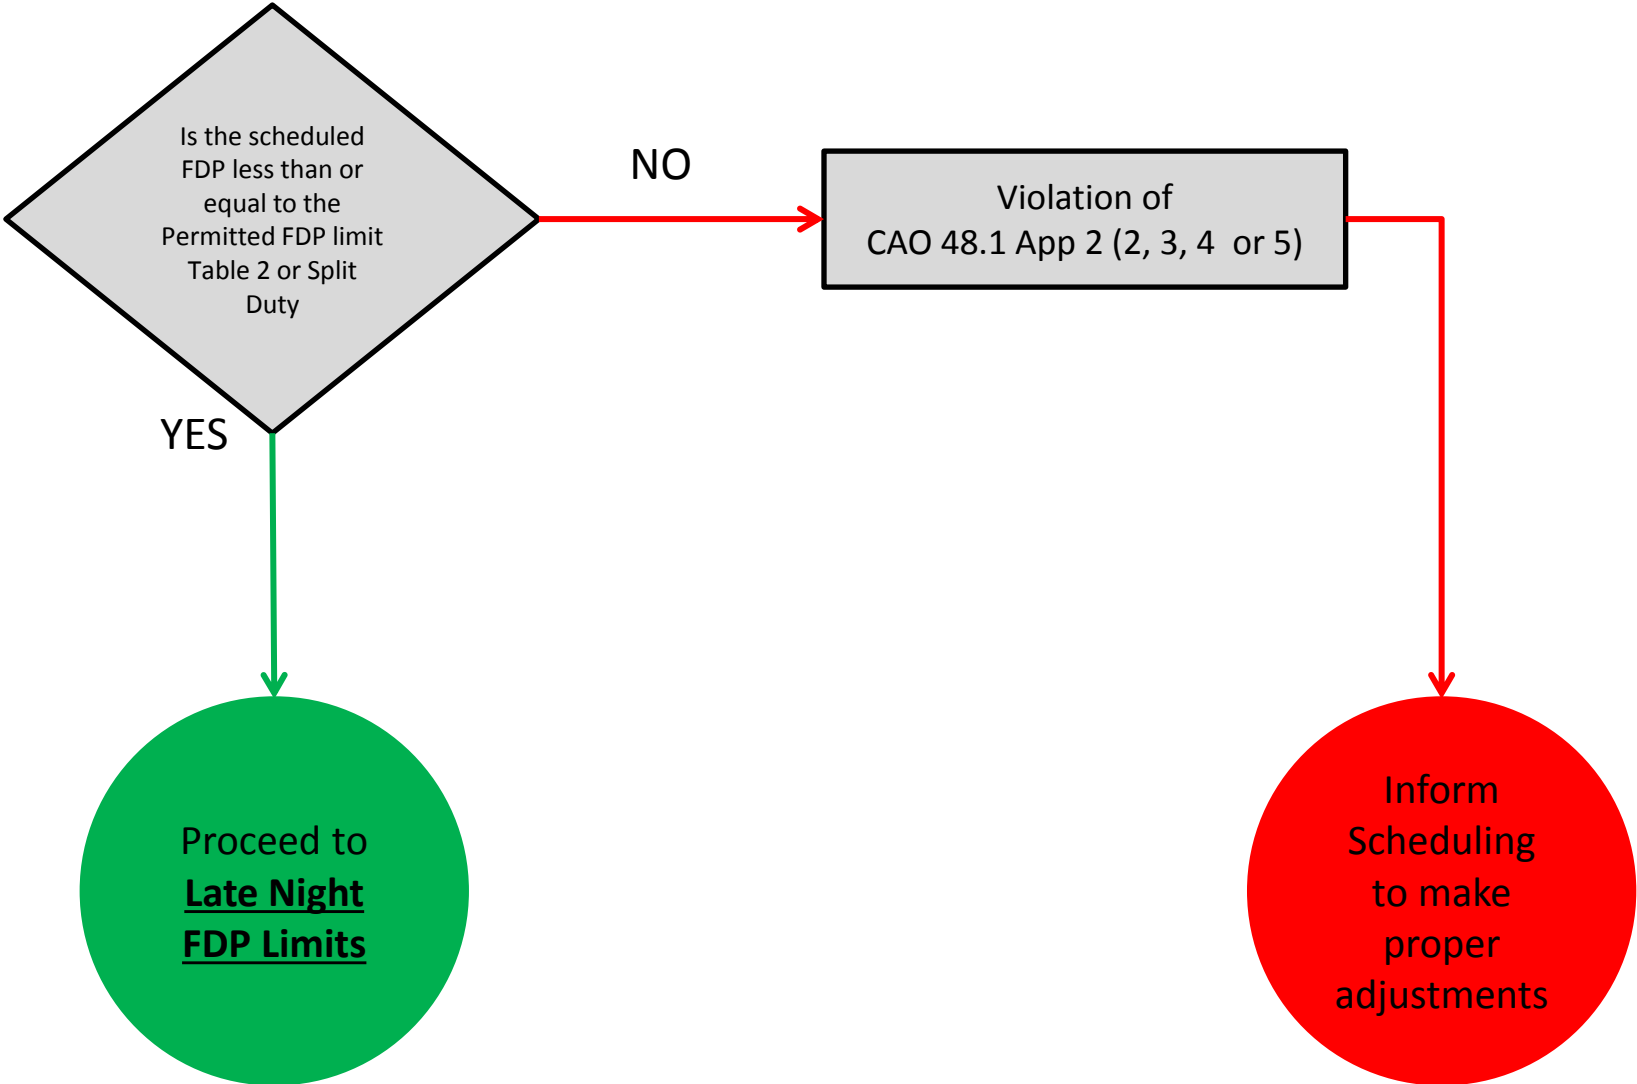 Is the scheduled
FDP less than or
equal to the
Permitted FDP limit
Table 2 or Split
Duty
NO
Violation of
CAO 48.1 App 2 (2, 3, 4 or 5)
YES
Proceed to
Late Night
FDP Limits
Inform
Scheduling
to make
proper
adjustments